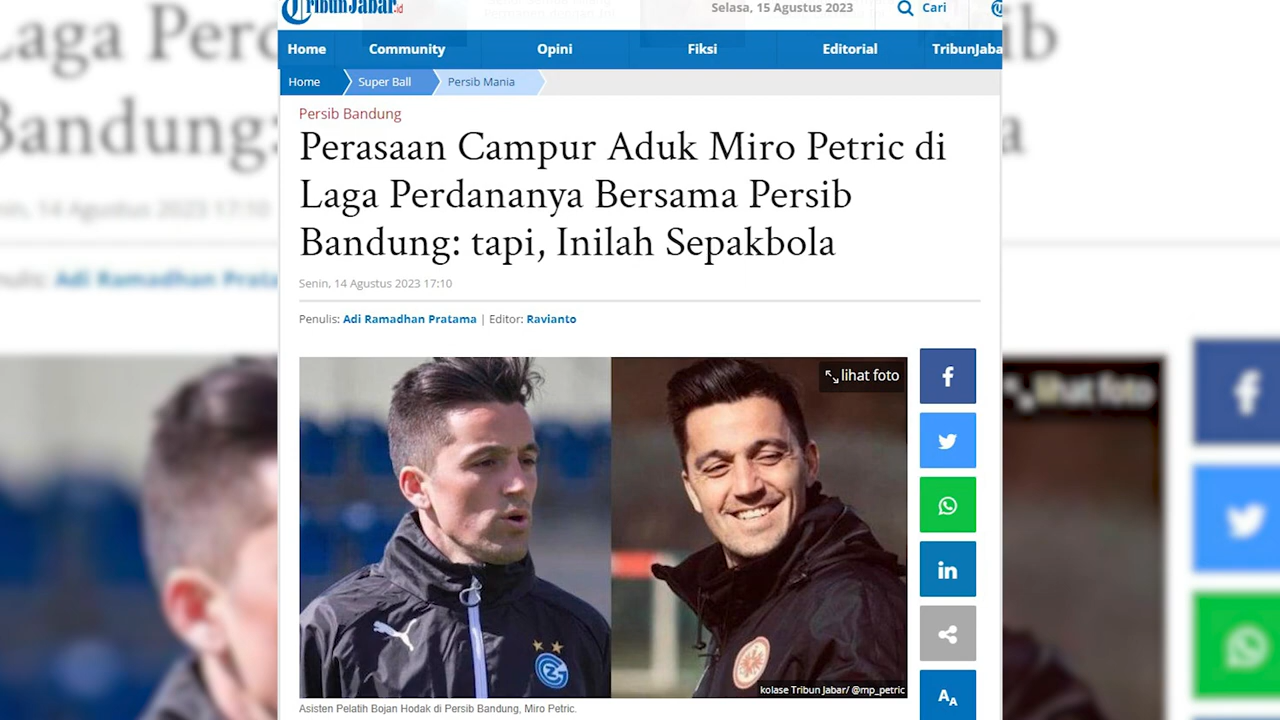 TribunJabar.id
Selasa, 15 Agustus 2023
Cari
Home
Community
Opini
Fiksi
Editorial
TribunJaba
Home
Super Ball
Persib Mania
Persib Bandung
Perasaan Campur Aduk Miro Petric di
Laga Perdananya Bersama Persib
Bandung: tapi, Inilah Sepakbola
Senin, 14 Agustus 2023 17:10
Penulis: Adi Ramadhan Pratama | Editor: Ravianto
lihat foto
kolase Tribun Jabar/ @mp_petric
AA
Asisten Pelatih Bojan Hodak di Persib Bandung, Miro Petric.